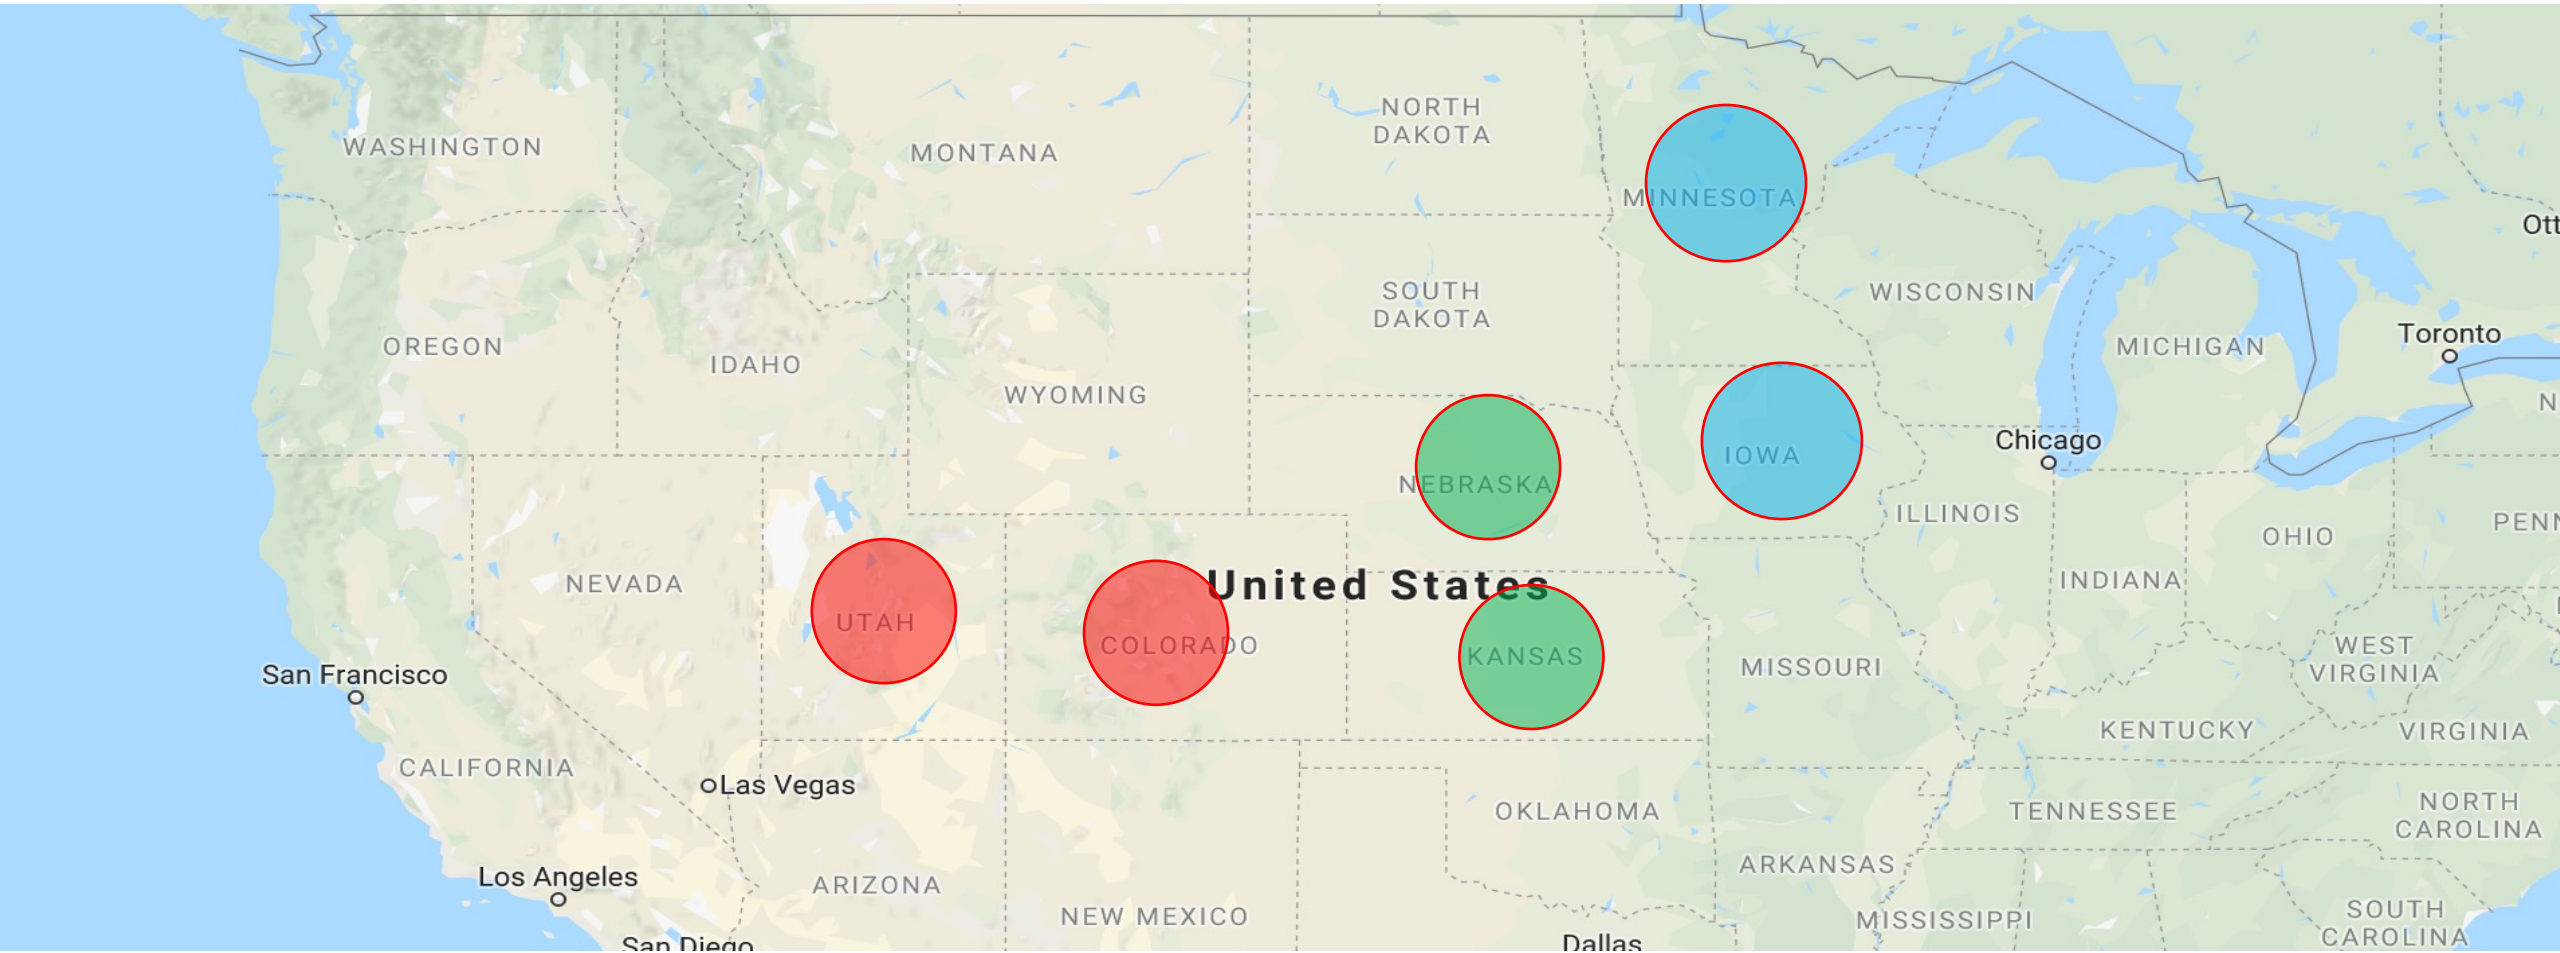 NORTH
DAKOTA
WASHINGTON
MONTANA
MINNESOTA
Ott
SOUTH
DAKOTA
WISCONSIN
OREGON
IDAHO
MICHIGAN
Toronto
WYOMING
N
Chicago
IOWA
NEBRASKA
ILLINOIS
PENN
OHIO
NEVADA
United States
INDIANA
UTAH
COLORADO
KANSAS
MISSOURI
WEST
VIRGINIA
San Francisco
KENTUCKY
VIRGINIA
CALIFORNIA
Las Vegas
OKLAHOMA
TENNESSEE
NORTH
CAROLINA
Los Angeles
ARIZONA
ARKANSAS
NEW MEXICO
MISSISSIPPI
SOUTH
CAROLINA
San Diego
Dallas